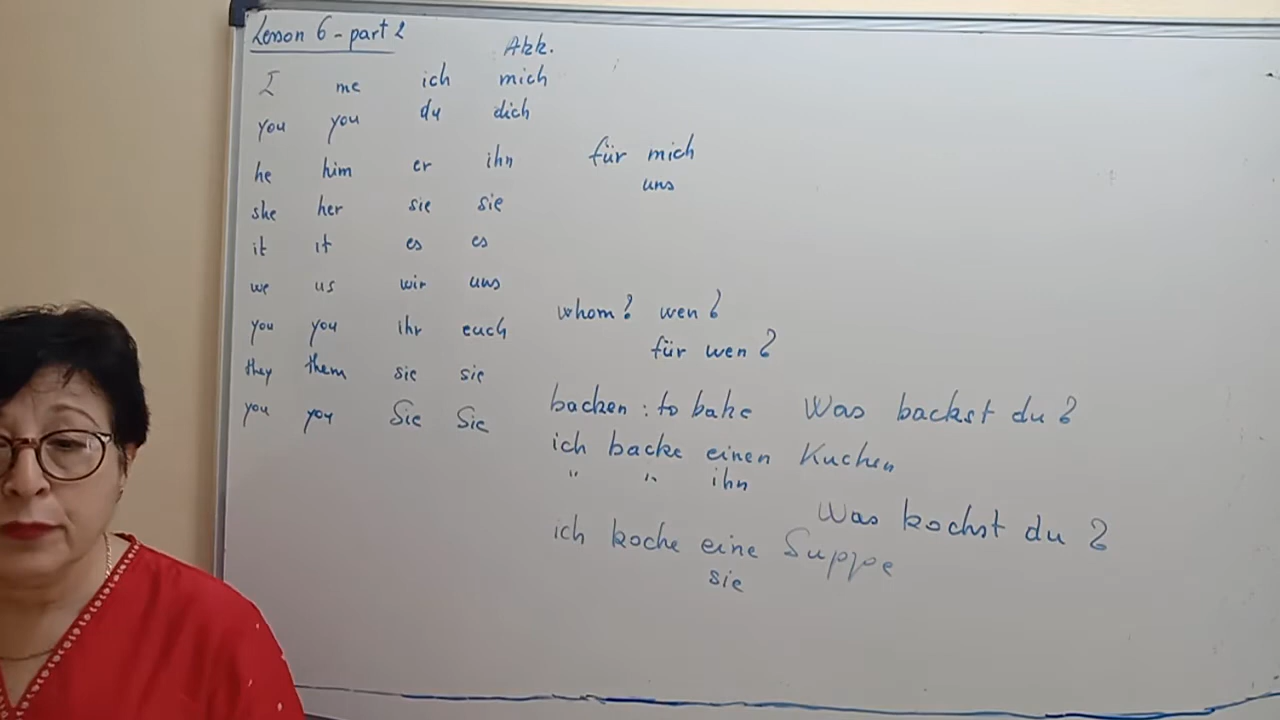 Lesson 6 - part 2
Akk.
I me ich mich
you you du dich
he him er ihn
she her sie sie
it it es es
we us wir uns
you you ihr euch
they them sie sie
you you Sie Sie
für mich
uns
whom? wen?
für wen?
backen : to bake Was backst du?
ich backe einen Kuchen
" " ihn
Was kochst du?
ich koche eine Suppe
sie